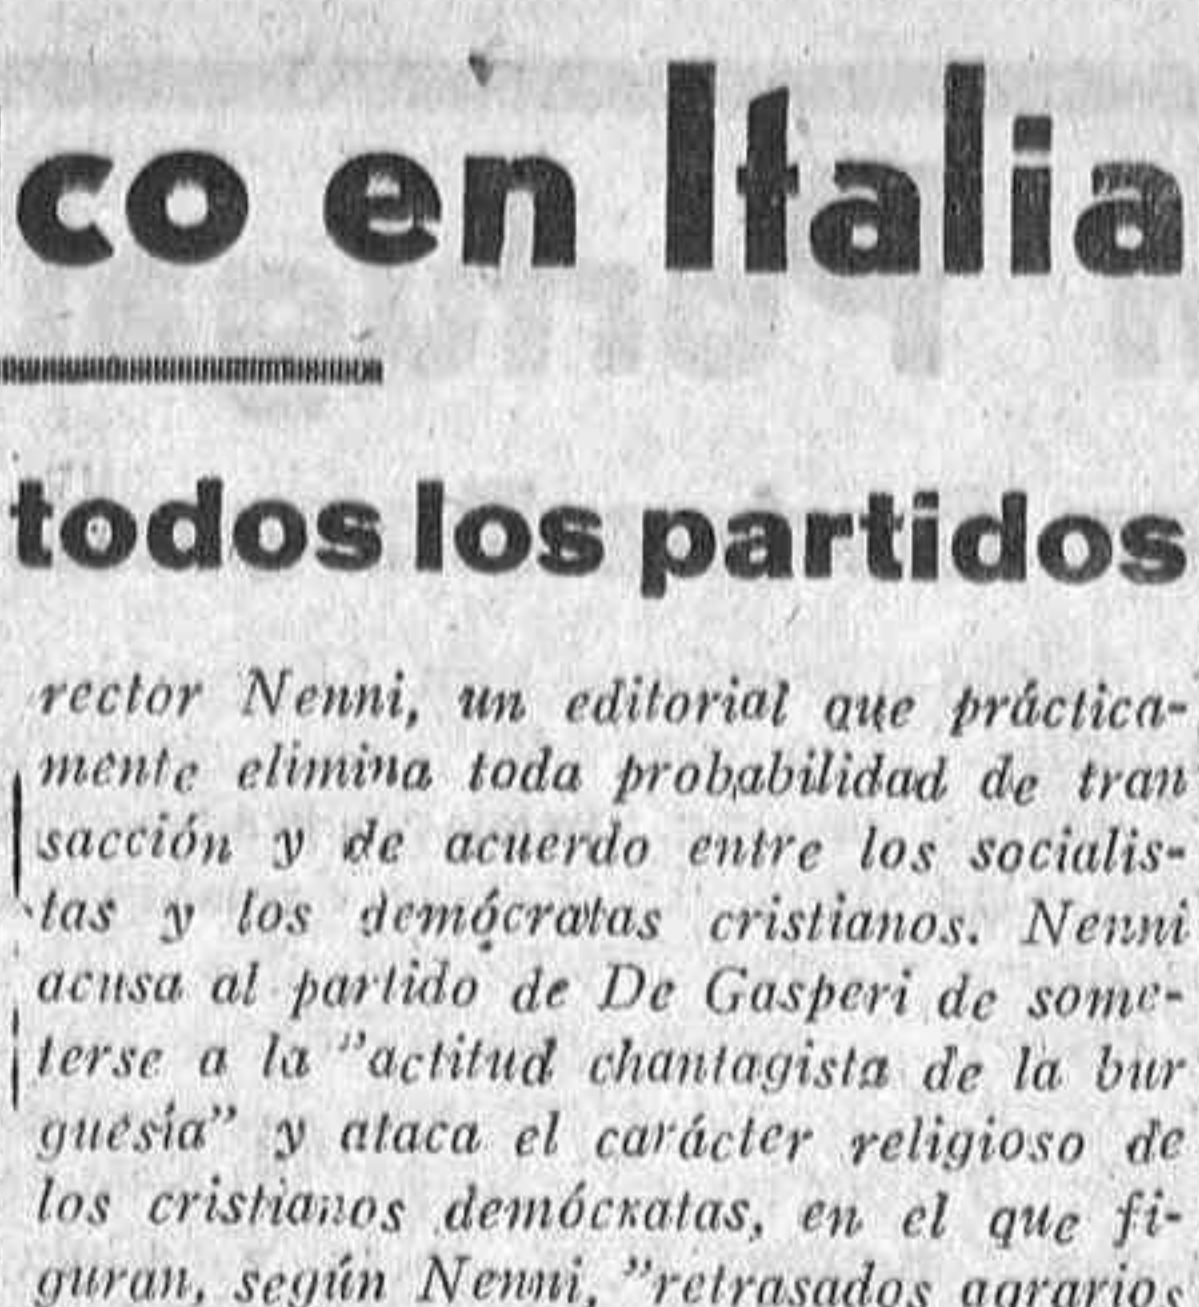 co en Italia
todos los partidos
rector Nenni, un editorial que práctica-
mente elimina toda probabilidad de tran
sacción y de acuerdo entre los socialis-
tas y los demócratas cristianos. Nenni
acusa al partido de De Gasperi de some-
terse a la "actitud chantagista de la bur
guesía" y ataca el carácter religioso de
los cristianos demócratas, en el que fi-
guran, según Nenni, "retrasados agrarios